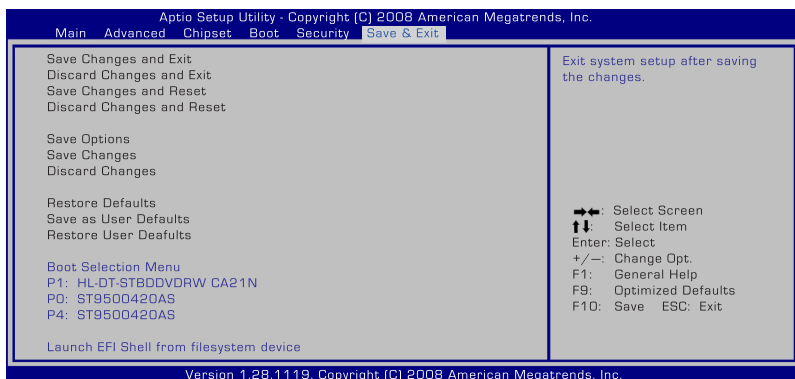 Aptio Setup Utility - Copyright (C) 2008 American Megatrends, Inc.
Main Advanced Chipset Boot Security Save & Exit
Save Changes and Exit
Discard Changes and Exit
Save Changes and Reset
Discard Changes and Reset
Save Options
Save Changes
Discard Changes
Restore Defaults
Save as User Defaults
Restore User Deafults
Boot Selection Menu
P1: HL-DT-STBDDVDRW CA21N
P0: ST9500420AS
P4: ST9500420AS
Launch EFI Shell from filesystem device
Exit system setup after saving
the changes.
→←: Select Screen
↑↓: Select Item
Enter: Select
+/—: Change Opt.
F1: General Help
F9: Optimized Defaults
F10: Save ESC: Exit
Version 1.28.1119. Copyright (C) 2008 American Megatrends, Inc.